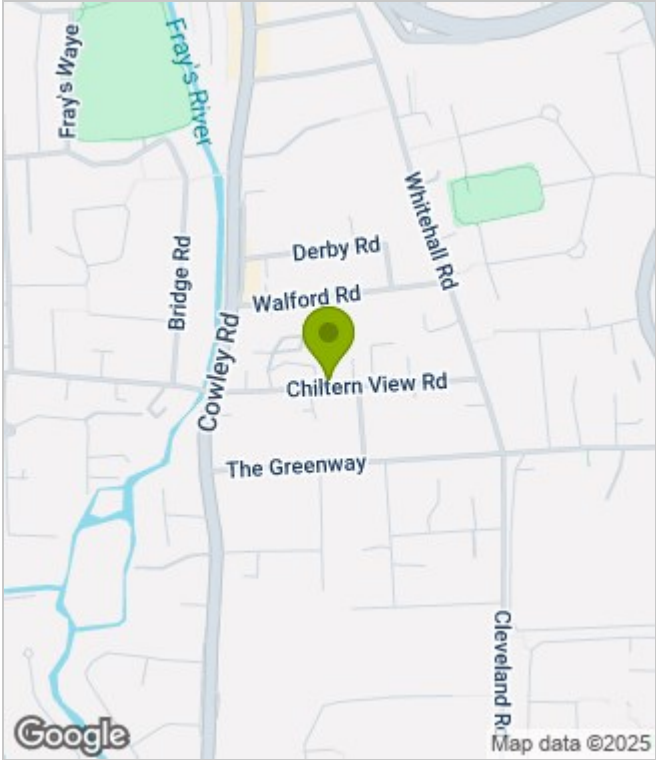 Fray's Waye
Fray's River
Whitehall Rd
Derby Rd
Bridge Rd
Walford Rd
Cowley Rd
Chiltern View Rd
The Greenway
Cleveland Rd
Google
Map data ©2025